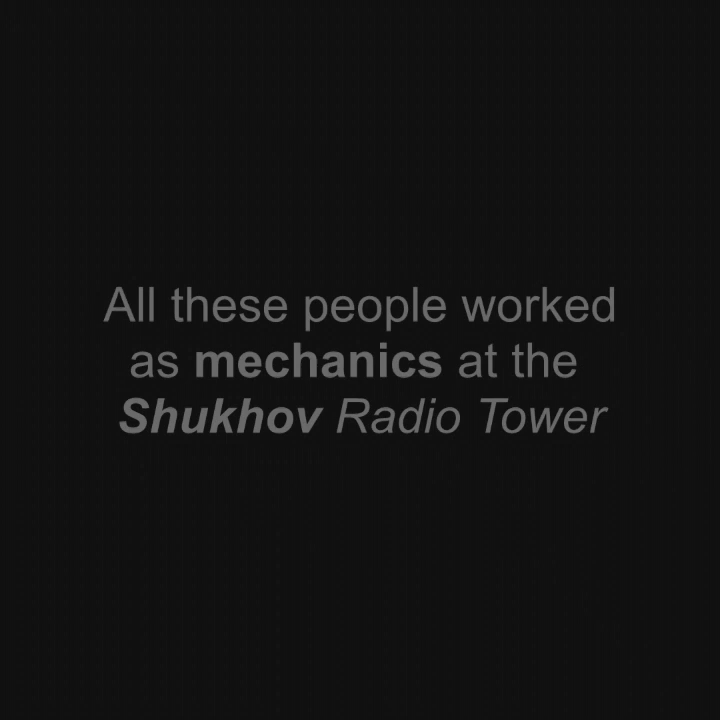 All these people worked
as mechanics at the
Shukhov Radio Tower